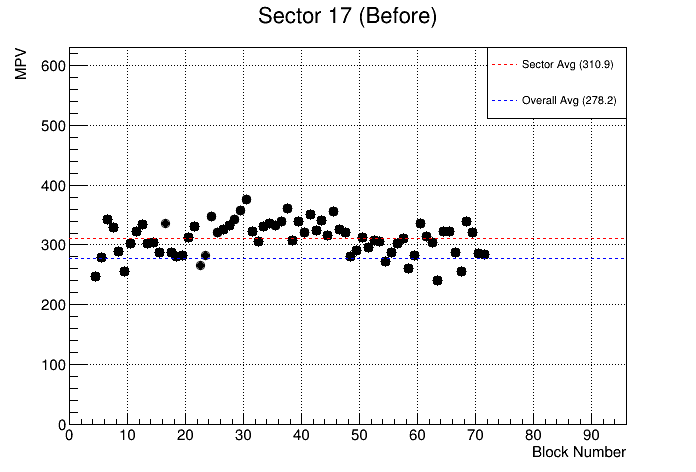 Sector 17 (Before)
MPV
600
500
400
300
200
100
0
Sector Avg (310.9)
Overall Avg (278.2)
0 10 20 30 40 50 60 70 80 90
Block Number